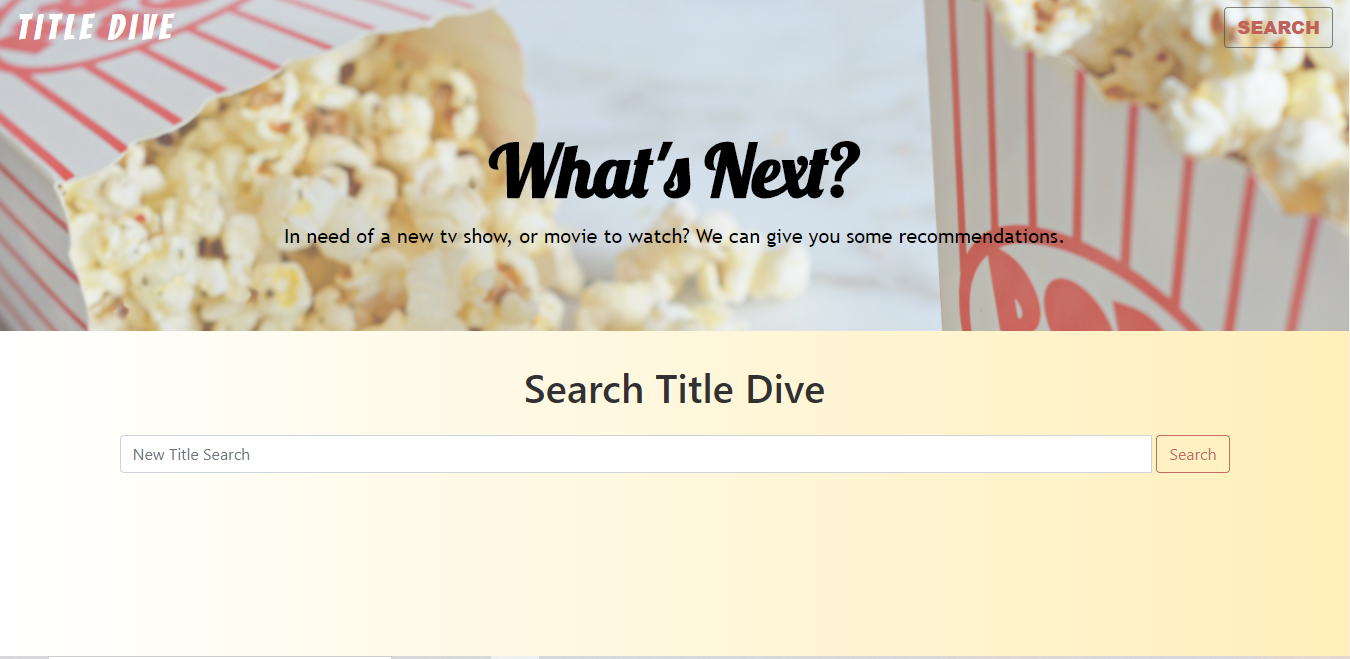 TITLE DIVE
SEARCH
What's Next?
In need of a new tv show, or movie to watch? We can give you some recommendations.
Search Title Dive
New Title Search
Search